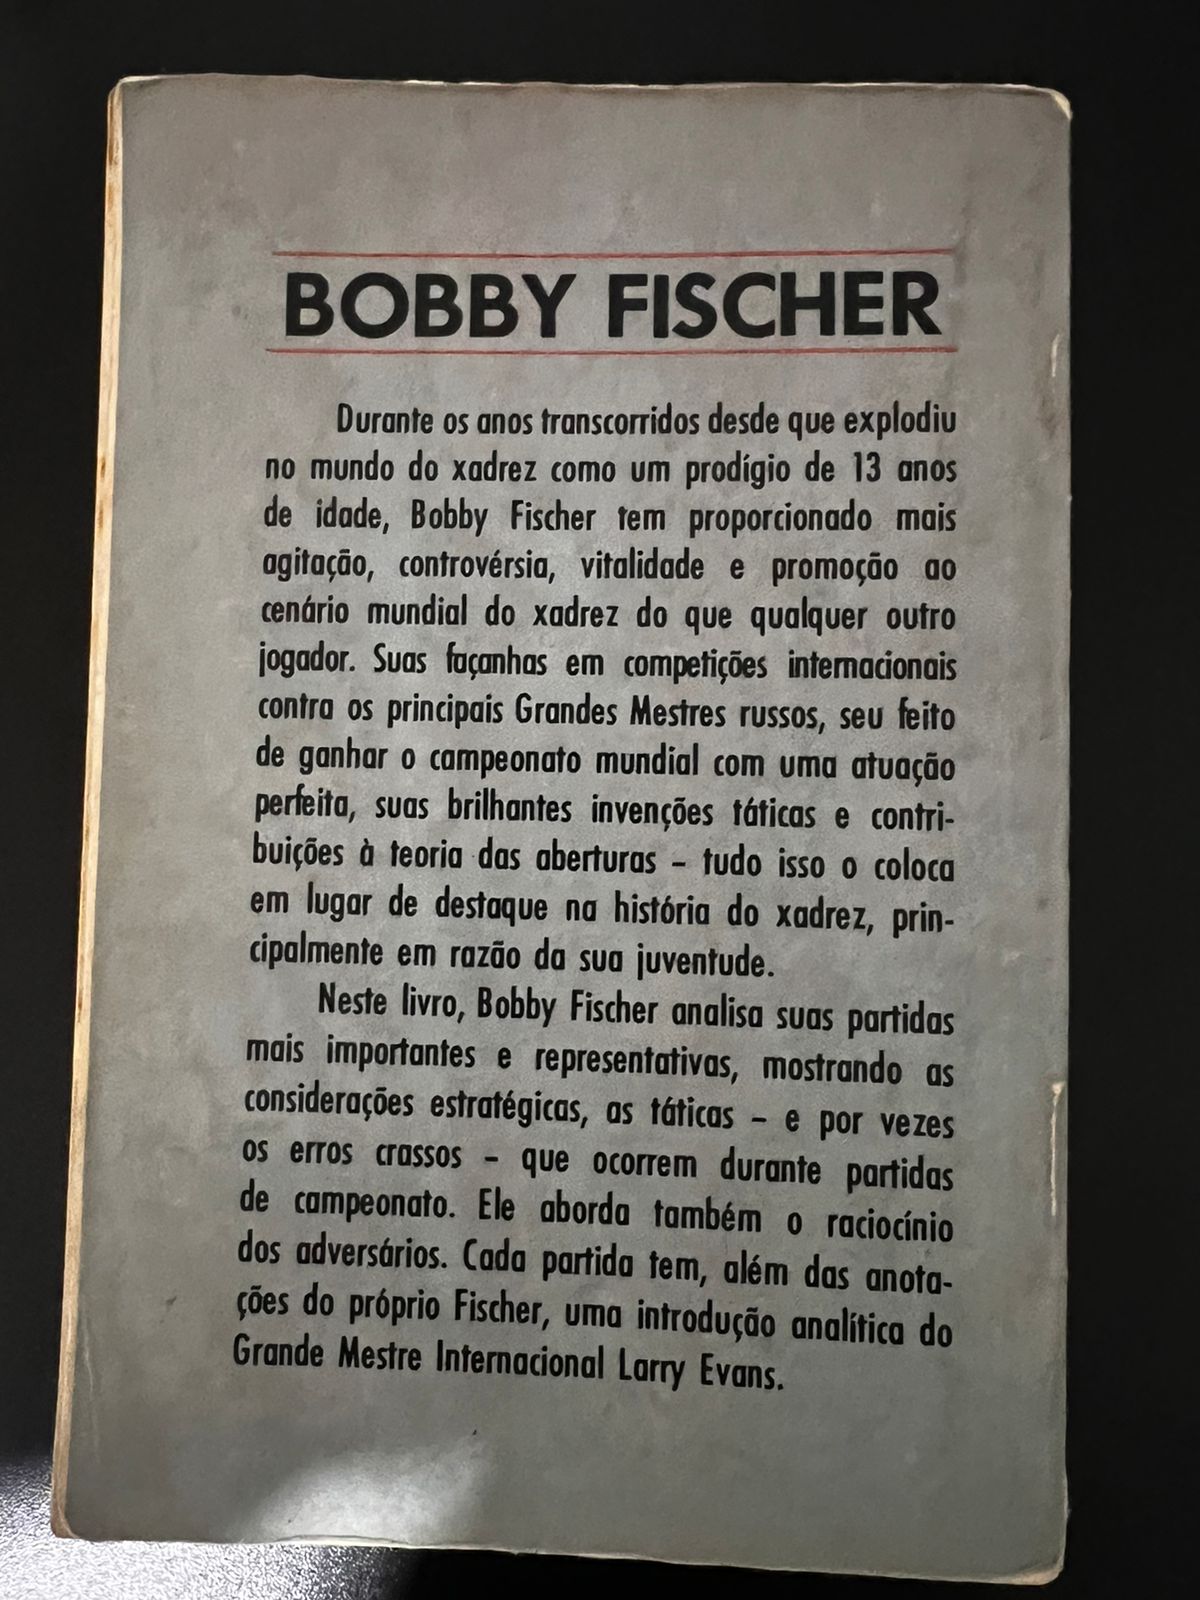 BOBBY FISCHER
Durante os anos transcorridos desde que explodiu
no mundo do xadrez como um prodígio de 13 anos
de idade, Bobby Fischer tem proporcionado mais
agitação, controvérsia, vitalidade e promoção ao
cenário mundial do xadrez do que qualquer outro
jogador. Suas façanhas em competições internacionais
contra os principais Grandes Mestres russos, seu feito
de ganhar o campeonato mundial com uma atuação
perfeita, suas brilhantes invenções táticas e contri-
buições à teoria das aberturas – tudo isso o coloca
em lugar de destaque na história do xadrez, prin-
cipalmente em razão da sua juventude.
Neste livro, Bobby Fischer analisa suas partidas
mais importantes e representativas, mostrando as
considerações estratégicas, as táticas – e por vezes
os erros crassos – que ocorrem durante partidas
de campeonato. Ele aborda também o raciocínio
dos adversários. Cada partida tem, além das anota-
ções do próprio Fischer, uma introdução analítica do
Grande Mestre Internacional Larry Evans.